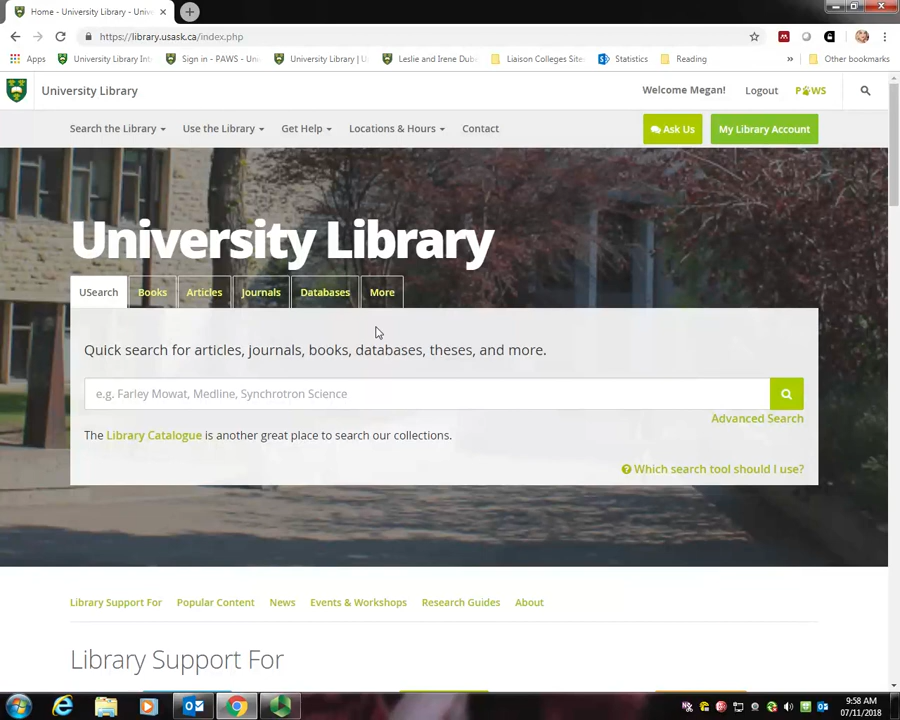 Home - University Library - Unive
https://library.usask.ca/index.php
Apps University Library Int Sign in - PAWS - Uni University Library | U Leslie and Irene Dub Liaison Colleges Sites Statistics Reading » Other bookmarks
University Library Welcome Megan! Logout PAWS
Search the Library Use the Library Get Help Locations & Hours Contact Ask Us My Library Account
University Library
USearch Books Articles Journals Databases More
Quick search for articles, journals, books, databases, theses, and more.
e.g. Farley Mowat, Medline, Synchrotron Science
Advanced Search
The Library Catalogue is another great place to search our collections.
Which search tool should I use?
Library Support For Popular Content News Events & Workshops Research Guides About
Library Support For
9:58 AM
07/11/2018